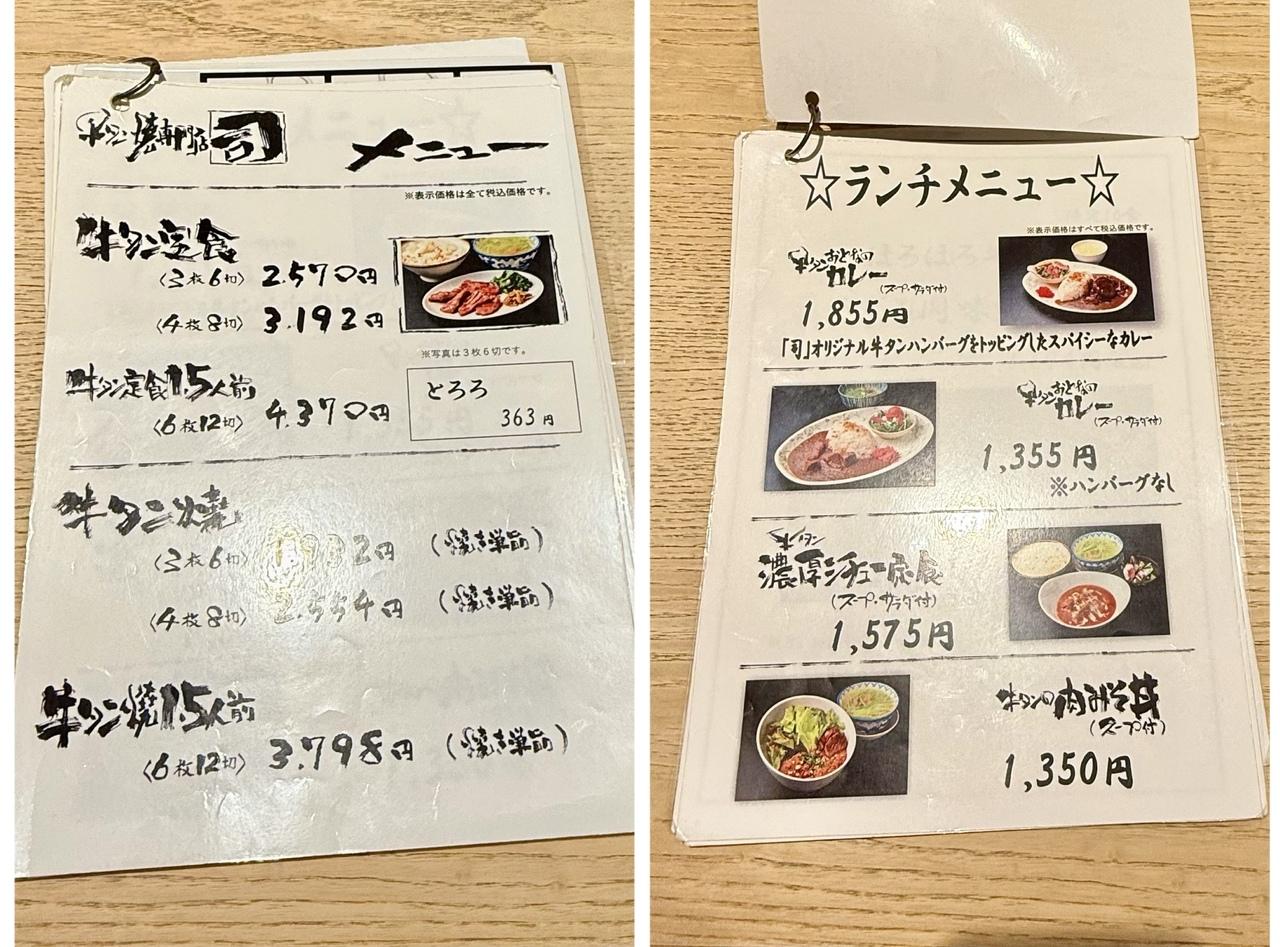 牛タン焼専門店 司 メニュー
※表示価格は全て税込価格です。
牛タン定食
〈3枚6切〉 2.570円
〈4枚8切〉 3.192円
※写真は3枚6切です。
牛タン定食1.5人前
〈6枚12切〉 4.370円
とろろ
363円
牛タン焼
〈3枚6切〉 円 (焼き単品)
〈4枚8切〉 2.554円 (焼き単品)
牛タン焼1.5人前
〈6枚12切〉 3.798円 (焼き単品)
☆ランチメニュー☆
※表示価格はすべて税込価格です。
牛タンおとなの
カレー
(スープ・サラダ付)
1,855円
「司」オリジナル牛タンハンバーグをトッピングしたスパイシーなカレー
牛タンおとなの
カレー
(スープ・サラダ付)
1,355円
※ハンバーグなし
牛タン
濃厚シチュー定食
(スープ・サラダ付)
1,575円
牛タンの肉みそ丼
(スープ付)
1,350円